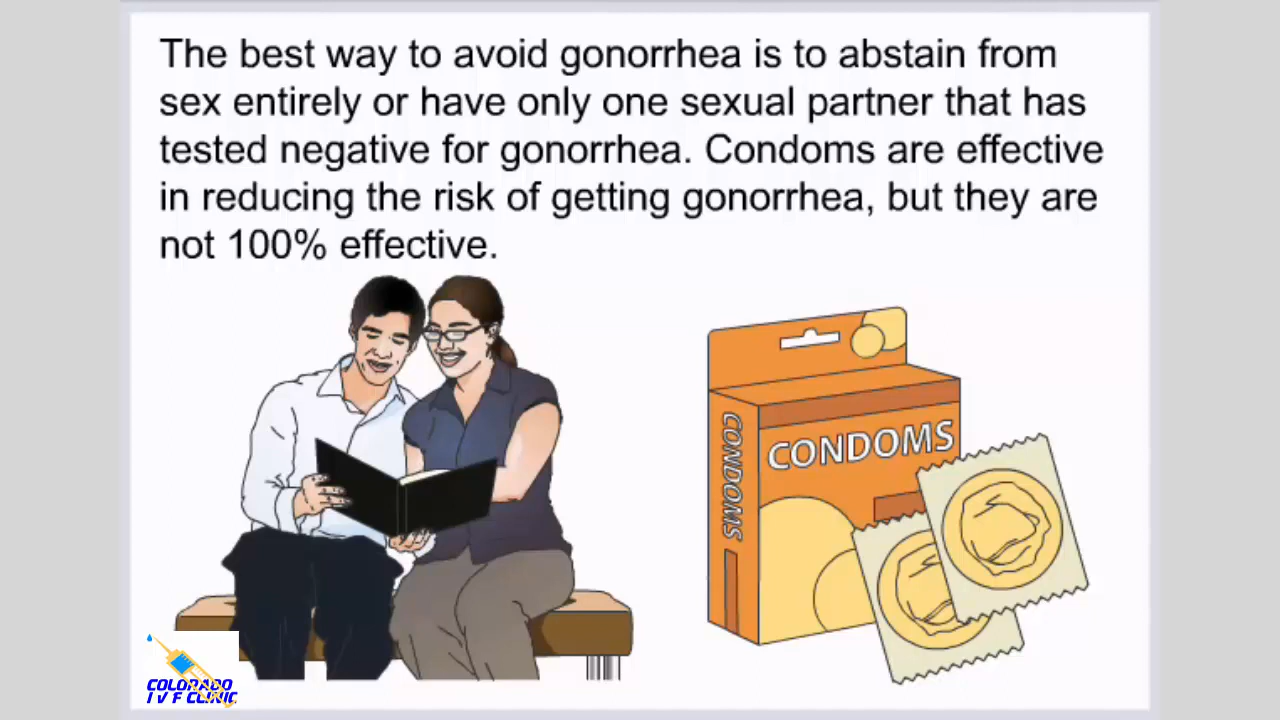 The best way to avoid gonorrhea is to abstain from
sex entirely or have only one sexual partner that has
tested negative for gonorrhea. Condoms are effective
in reducing the risk of getting gonorrhea, but they are
not 100% effective.
CONDOMS
CONDOMS
COLORADO
IVF CLINIC